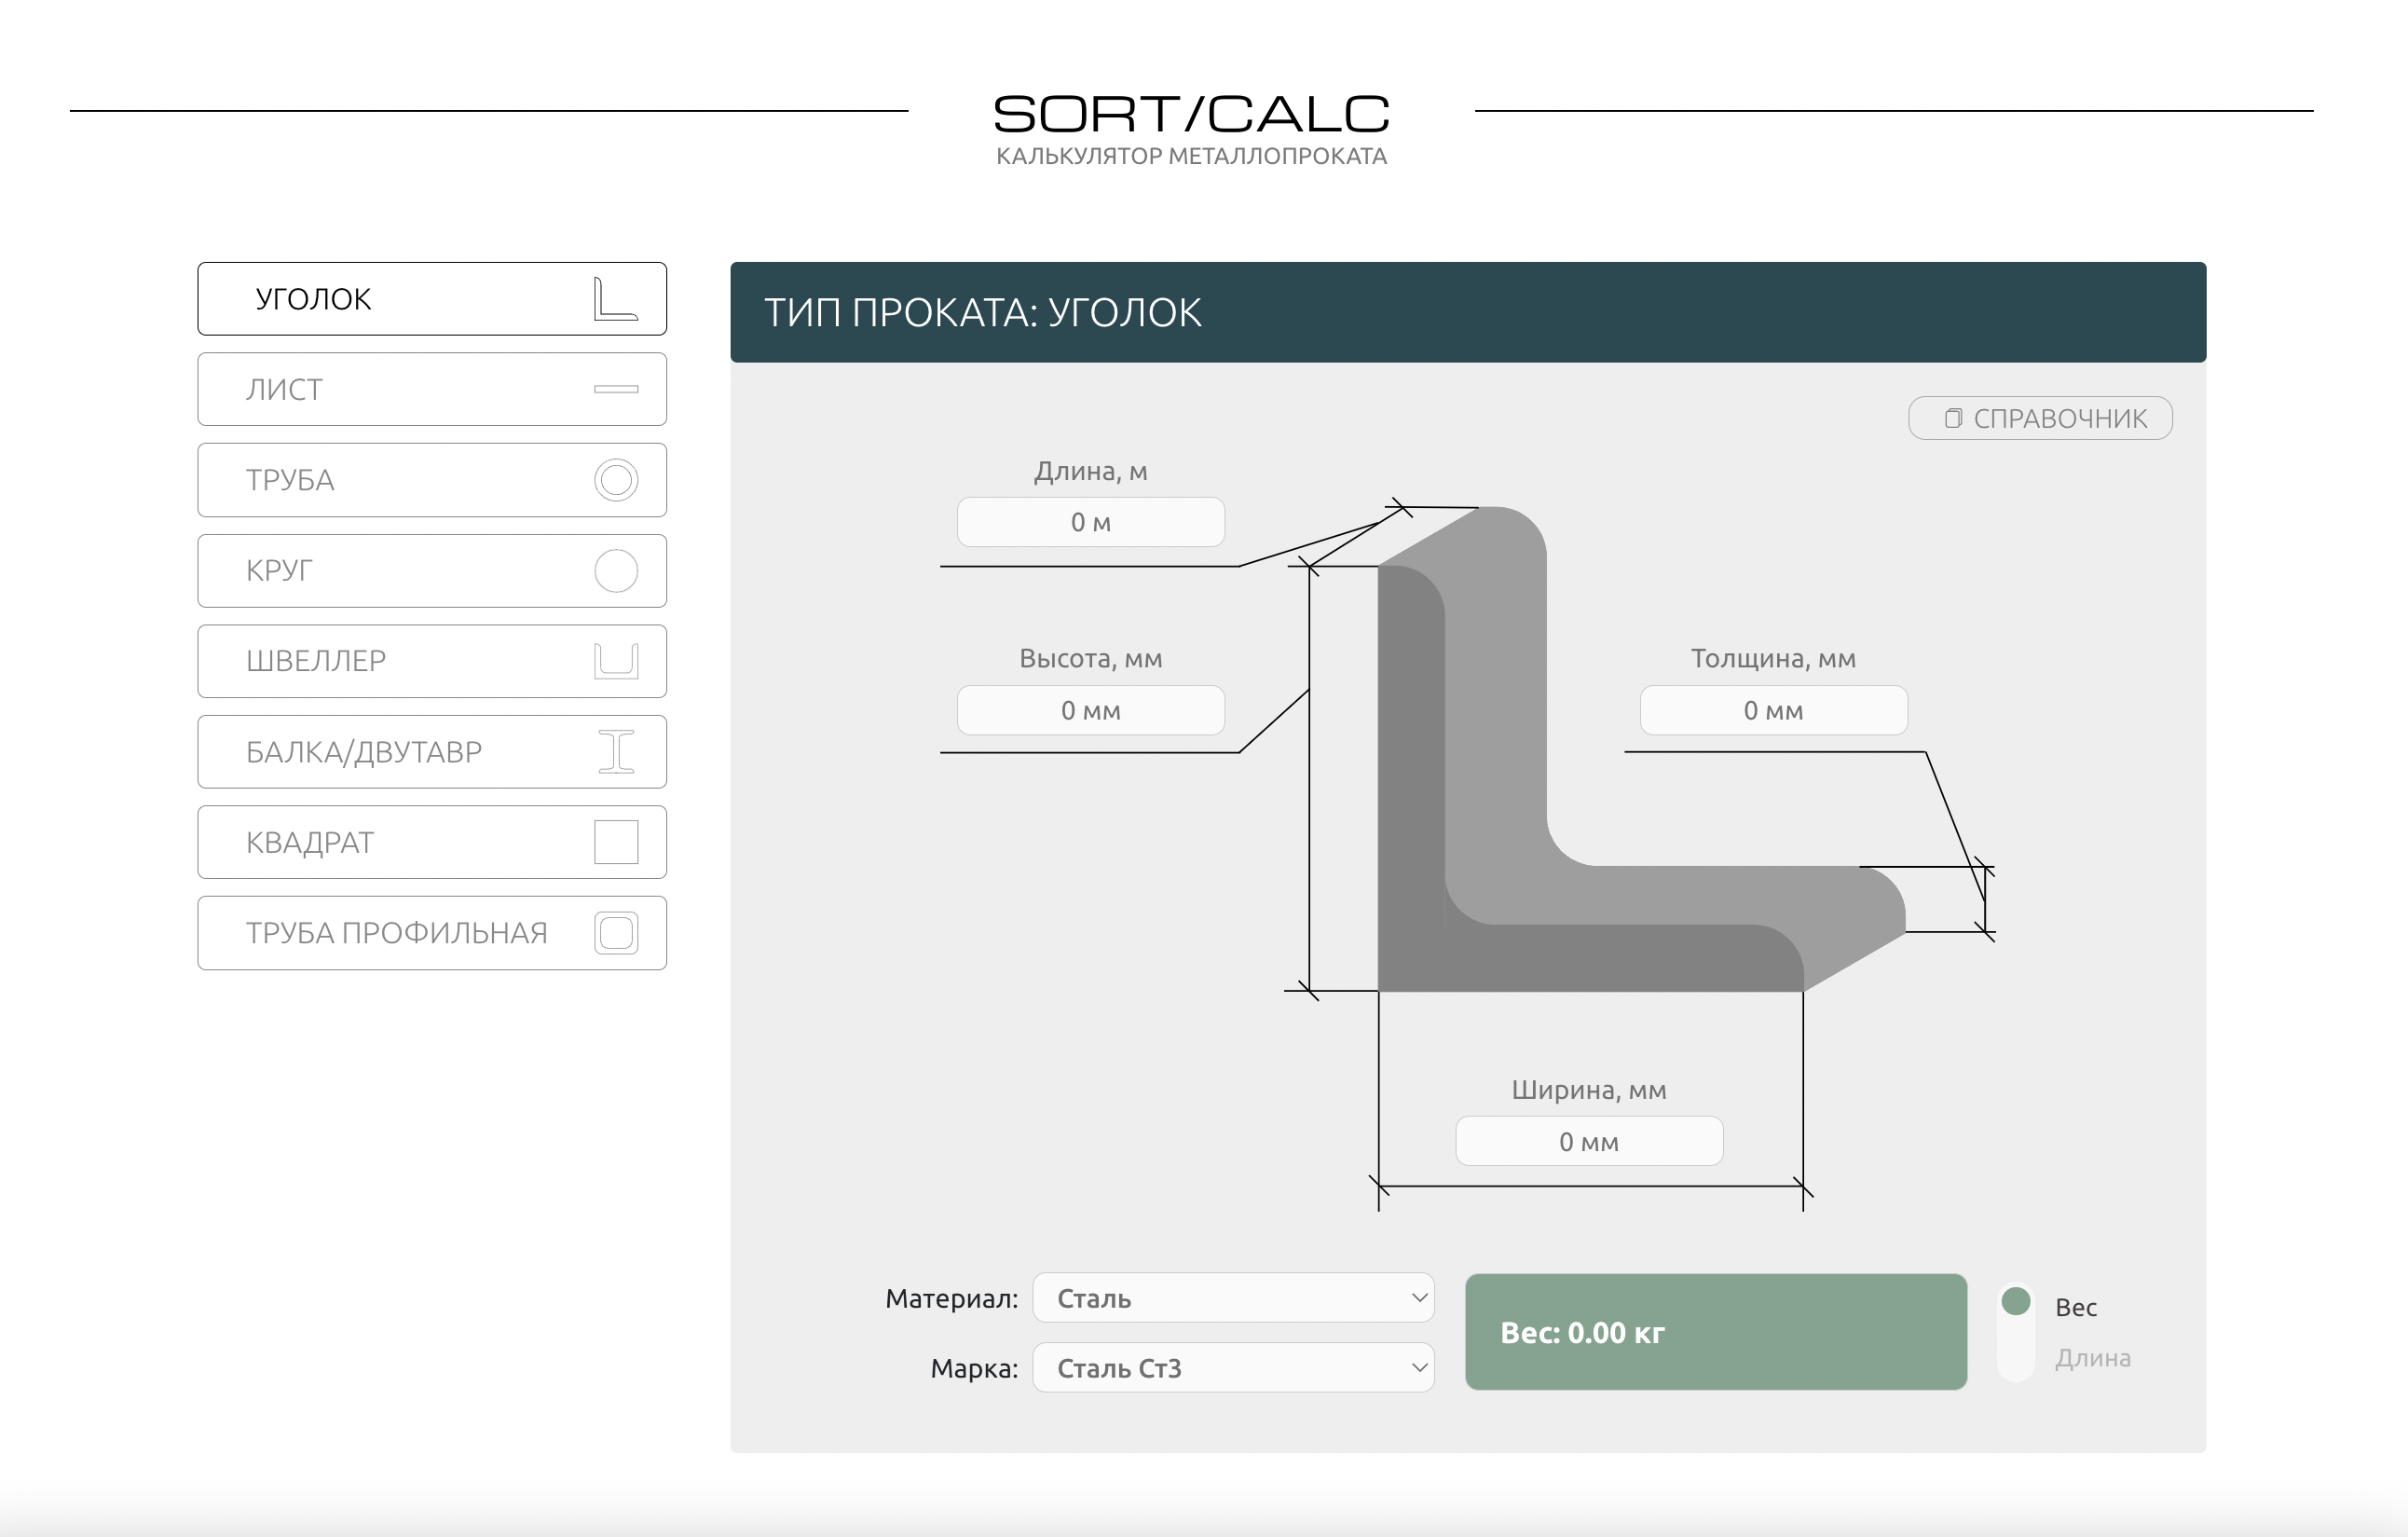 SORT/CALC
КАЛЬКУЛЯТОР МЕТАЛЛОПРОКАТА
УГОЛОК
ЛИСТ
ТРУБА
КРУГ
ШВЕЛЛЕР
БАЛКА/ДВУТАВР
КВАДРАТ
ТРУБА ПРОФИЛЬНАЯ
ТИП ПРОКАТА: УГОЛОК
СПРАВОЧНИК
Длина, м
0 м
Высота, мм
0 мм
Толщина, мм
0 мм
Ширина, мм
0 мм
Материал:
Сталь
Марка:
Сталь Ст3
Вес: 0.00 кг
Вес
Длина